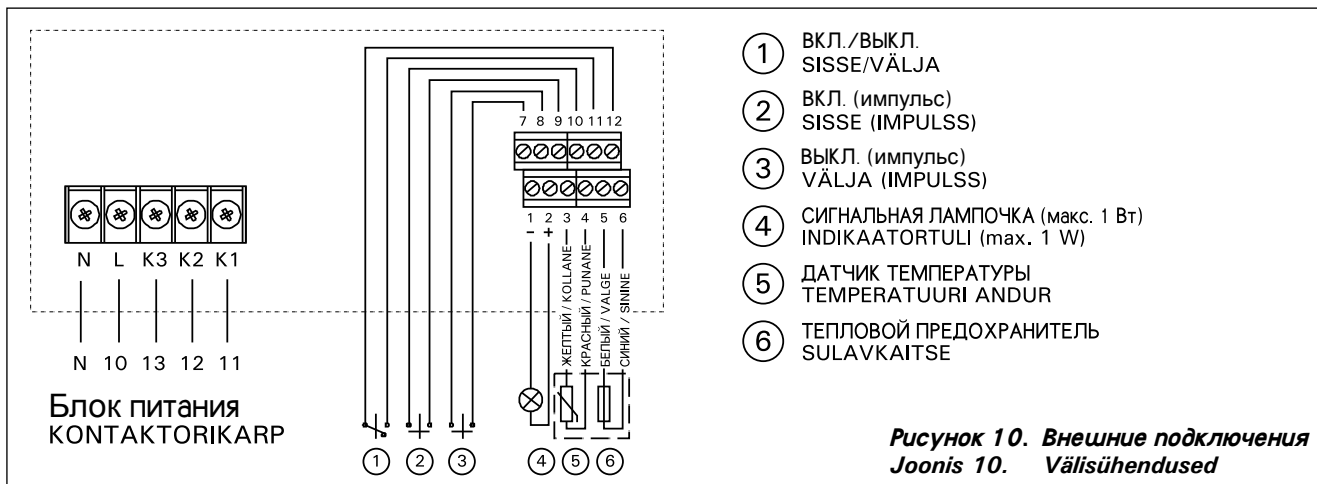 7 8 9 10 11 12
1 2 3 4 5 6
– +
ЖЕЛТЫЙ / KOLLANE
КРАСНЫЙ / PUNANE
БЕЛЫЙ / VALGE
СИНИЙ / SININE
N L K3 K2 K1
N 10 13 12 11
Блок питания
KONTAKTORIKARP
1 2 3 4 5 6
1 ВКЛ./ВЫКЛ.
SISSE/VÄLJA
2 ВКЛ. (импульс)
SISSE (IMPULSS)
3 ВЫКЛ. (импульс)
VÄLJA (IMPULSS)
4 СИГНАЛЬНАЯ ЛАМПОЧКА (макс. 1 Вт)
INDIKAATORTULI (max. 1 W)
5 ДАТЧИК ТЕМПЕРАТУРЫ
TEMPERATUURI ANDUR
6 ТЕПЛОВОЙ ПРЕДОХРАНИТЕЛЬ
SULAVKAITSE
Рисунок 10. Внешние подключения
Joonis 10. Välisühendused